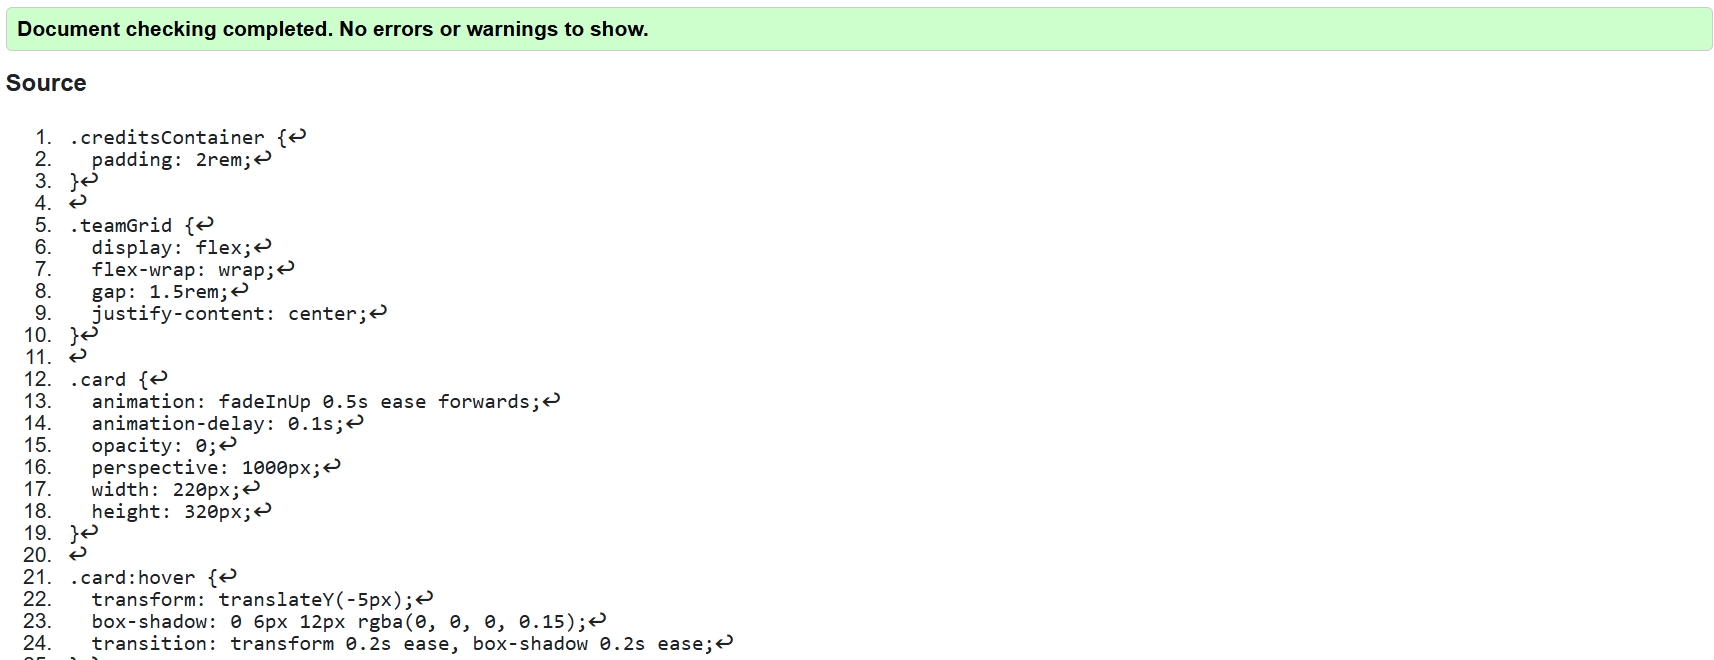 Document checking completed. No errors or warnings to show.
Source
1. .creditsContainer {↩
2.   padding: 2rem;↩
3. }↩
4. ↩
5. .teamGrid {↩
6.   display: flex;↩
7.   flex-wrap: wrap;↩
8.   gap: 1.5rem;↩
9.   justify-content: center;↩
10. }↩
11. ↩
12. .card {↩
13.   animation: fadeInUp 0.5s ease forwards;↩
14.   animation-delay: 0.1s;↩
15.   opacity: 0;↩
16.   perspective: 1000px;↩
17.   width: 220px;↩
18.   height: 320px;↩
19. }↩
20. ↩
21. .card:hover {↩
22.   transform: translateY(-5px);↩
23.   box-shadow: 0 6px 12px rgba(0, 0, 0, 0.15);↩
24.   transition: transform 0.2s ease, box-shadow 0.2s ease;↩